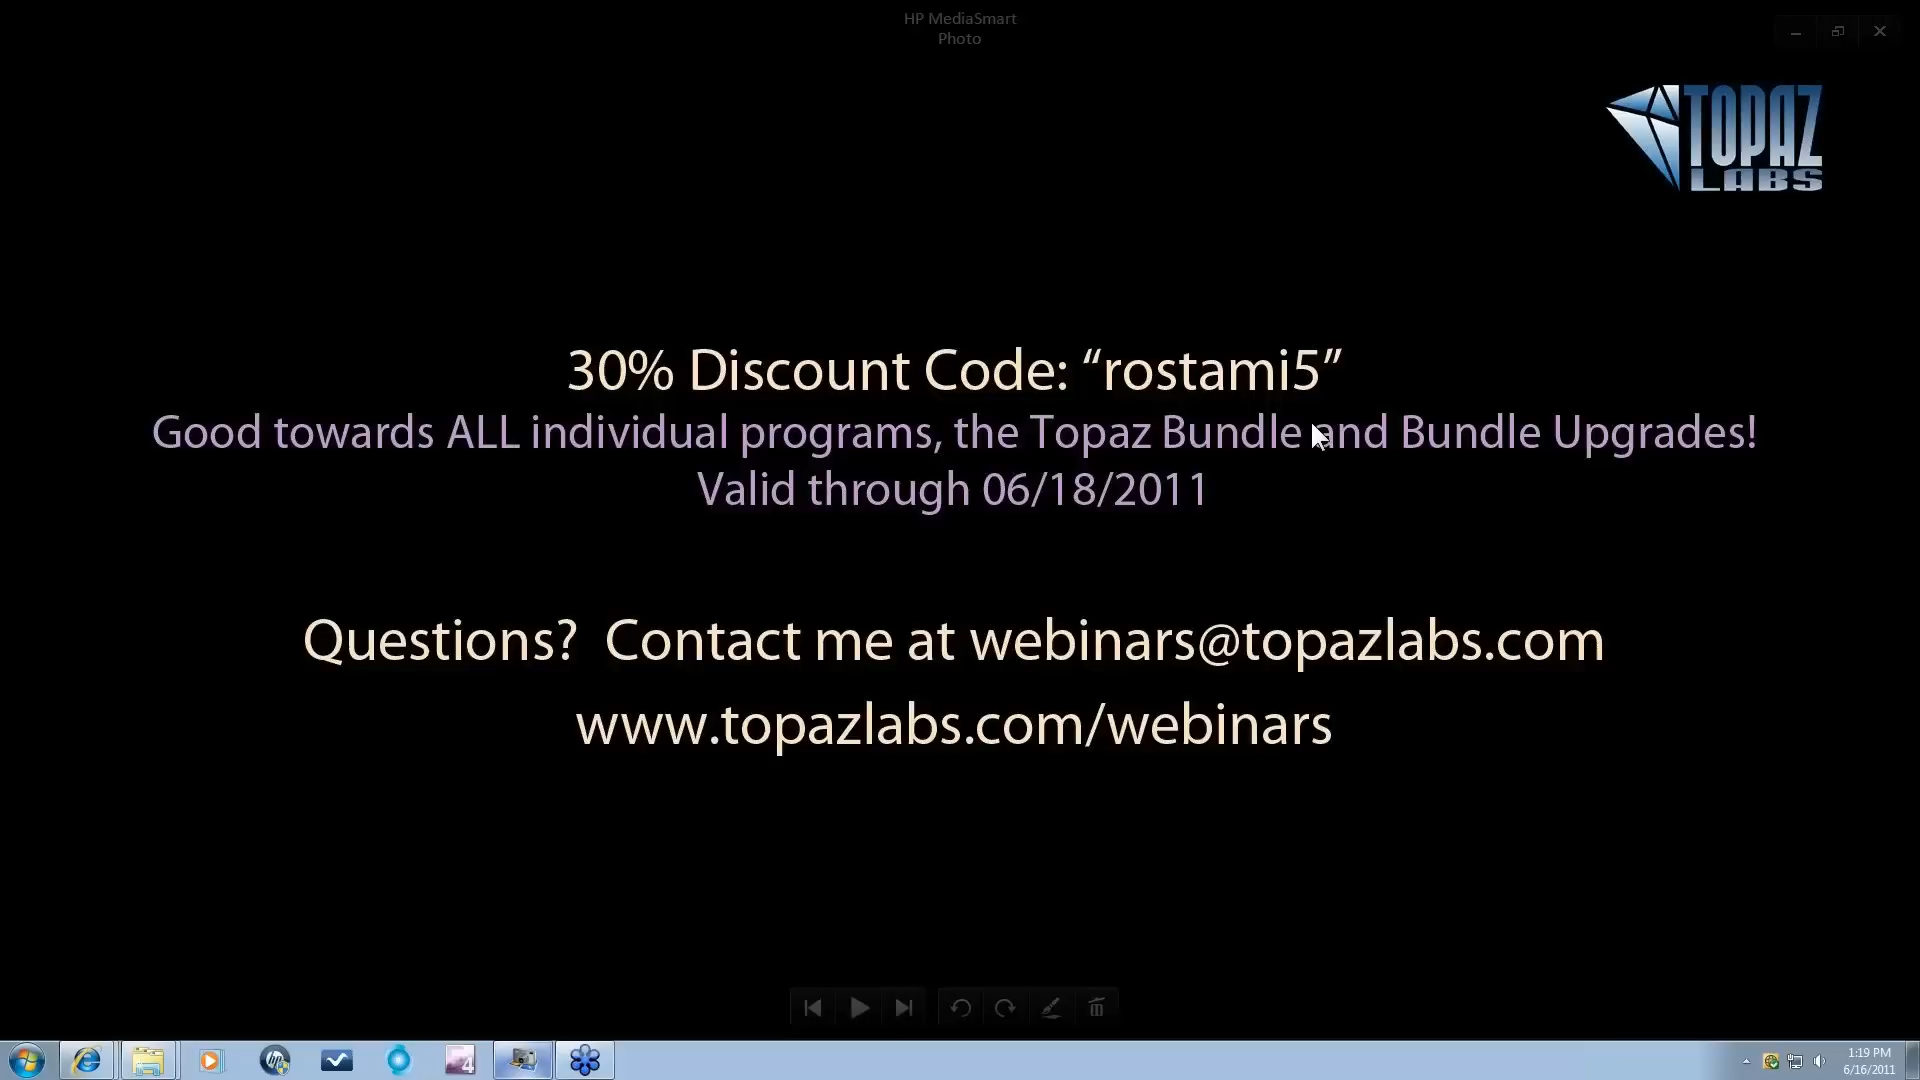 HP MediaSmart
Photo
TOPAZ
LABS
30% Discount Code: “rostami5”
Good towards ALL individual programs, the Topaz Bundle and Bundle Upgrades!
Valid through 06/18/2011
Questions? Contact me at webinars@topazlabs.com
www.topazlabs.com/webinars
4
1:19 PM
6/16/2011